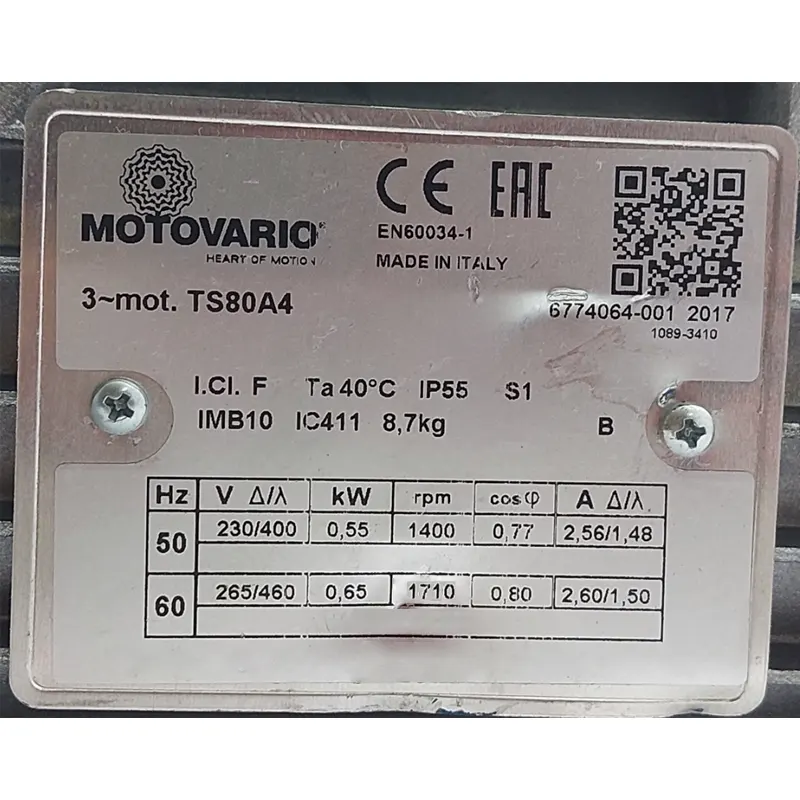 MOTOVARIO®
HEART OF MOTION
CE EAC
EN60034-1
MADE IN ITALY
3~mot. TS80A4
6774064-001 2017
1089-3410
I.Cl. F Ta 40°C IP55 S1
IMB10 IC411 8,7kg B
Hz V Δ/λ kW rpm cosφ A Δ/λ
50 230/400 0,55 1400 0,77 2,56/1,48
60 265/460 0,65 1710 0,80 2,60/1,50